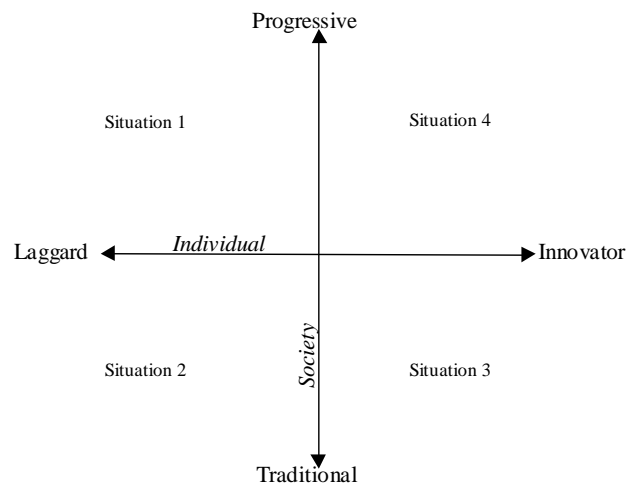 Progressive
Situation 1
Situation 4
Individual
Laggard
Innovator
Society
Situation 2
Situation 3
Traditional